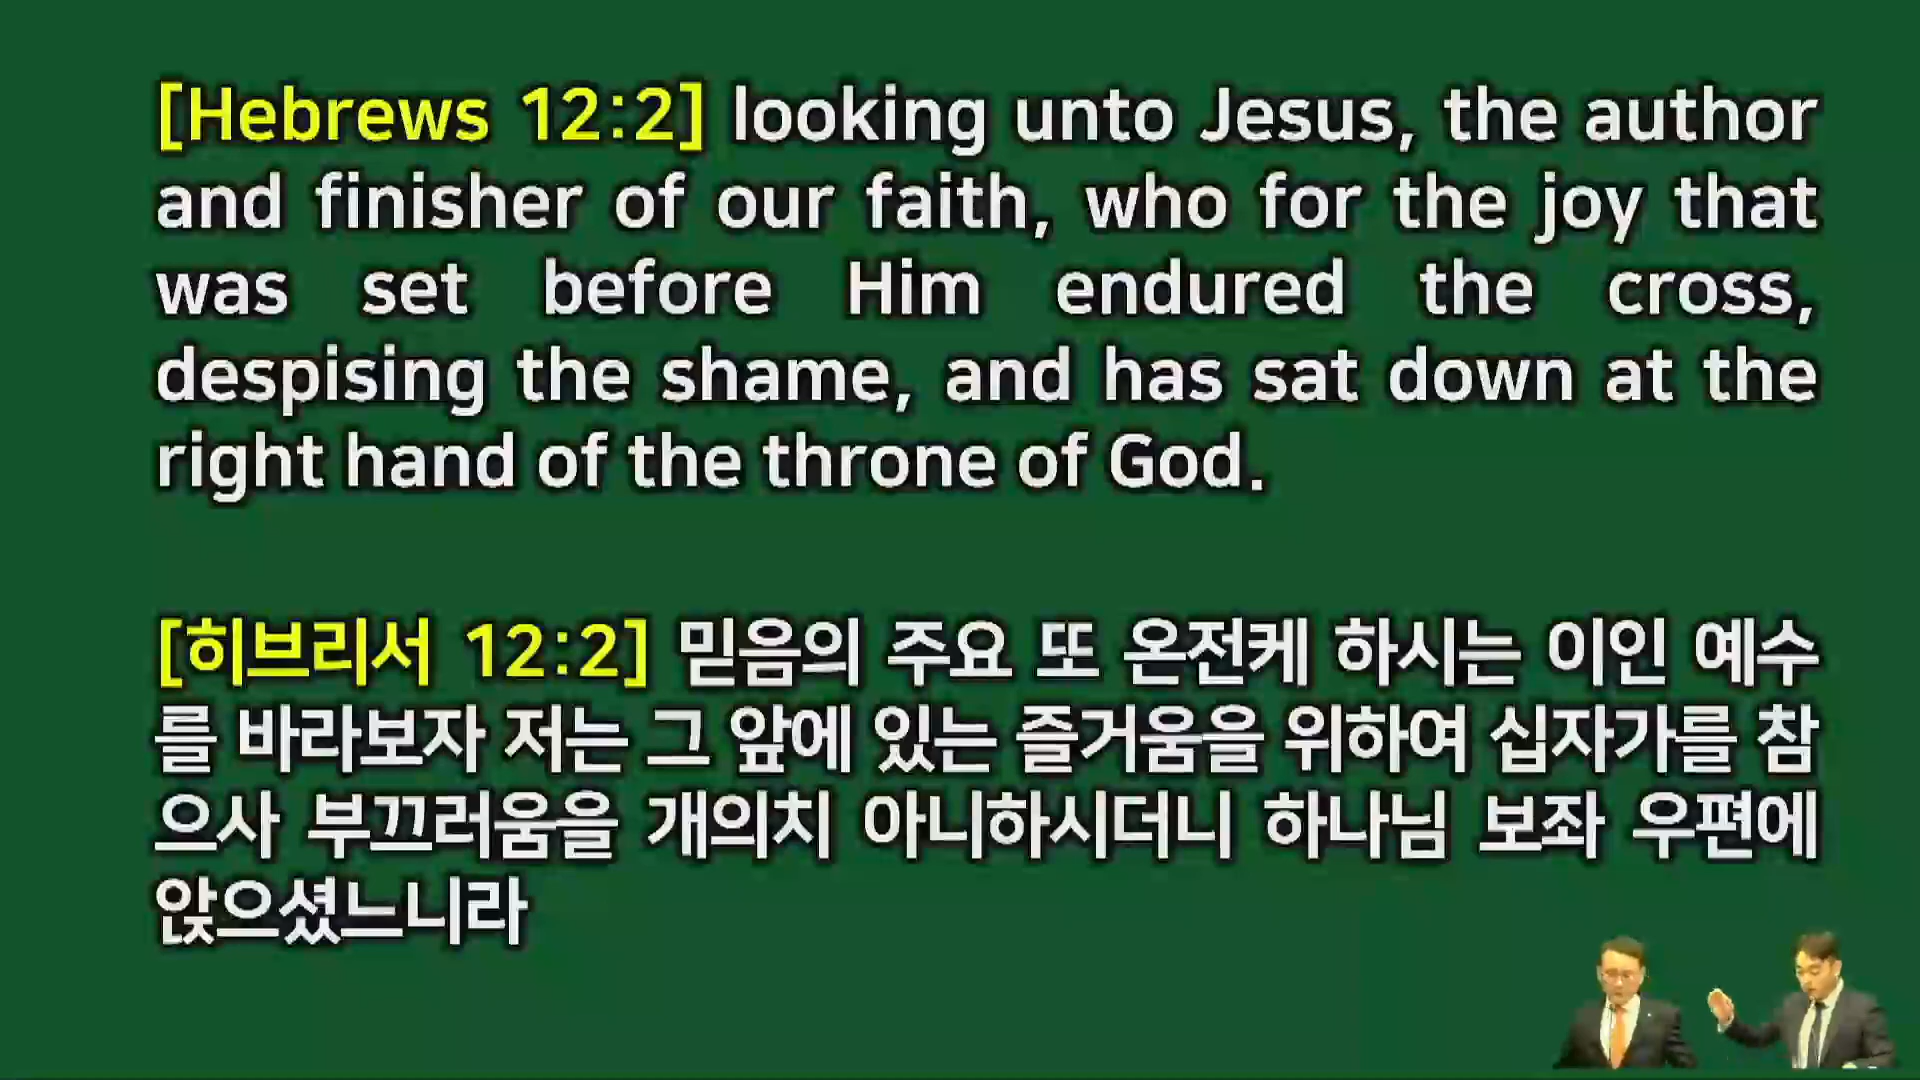 [Hebrews 12:2] looking unto Jesus, the author
and finisher of our faith, who for the joy that
was set before Him endured the cross,
despising the shame, and has sat down at the
right hand of the throne of God.
[히브리서 12:2] 믿음의 주요 또 온전케 하시는 이인 예수
를 바라보자 저는 그 앞에 있는 즐거움을 위하여 십자가를 참
으사 부끄러움을 개의치 아니하시더니 하나님 보좌 우편에
앉으셨느니라